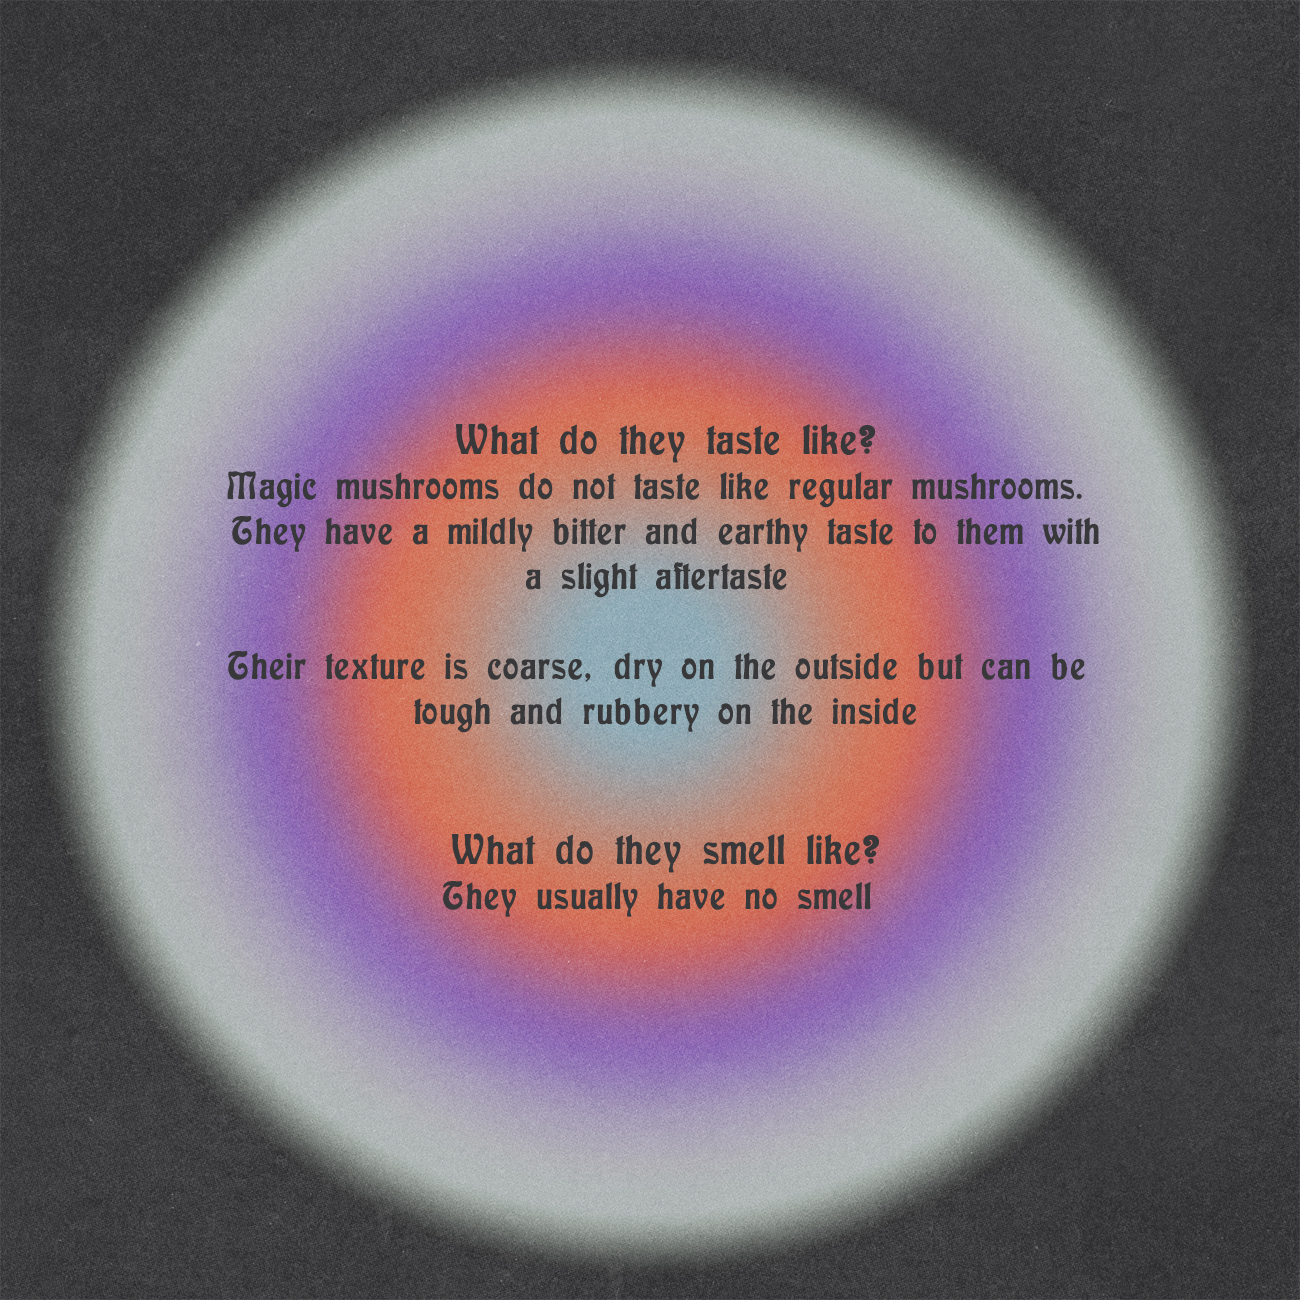 What do they taste like?
Magic mushrooms do not taste like regular mushrooms.
They have a mildly bitter and earthy taste to them with
a slight aftertaste
Their texture is coarse, dry on the outside but can be
tough and rubbery on the inside
What do they smell like?
They usually have no smell